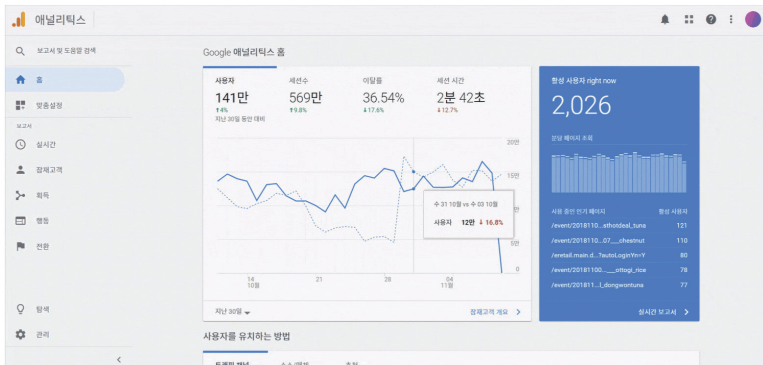 애널리틱스
보고서 및 도움말 검색
홈
맞춤설정
보고서
실시간
잠재고객
획득
행동
전환
탐색
관리
Google 애널리틱스 홈
사용자 세션수 이탈률 세션 시간
141만 569만 36.54% 2분 42초
↑4% ↑9.8% ↓17.6% ↓12.7%
지난 30일 동안 대비
20만
15만
수 31 10월 vs 수 03 10월
사용자 12만 ↓ 16.8%
5만
0
14 21 28 04
10월 11월
지난 30일
잠재고객 개요
활성 사용자 right now
2,026
분당 페이지 조회
사용 중인 인기 페이지 활성 사용자
/event/2018110...sthotdeal_tuna 121
/event/2018110...07___chestnut 110
/eretail.main.d...?autoLoginYn=Y 80
/event/20181100...__ottogi_rice 78
/event/201811...l_dongwontuna 77
실시간 보고서
사용자를 유치하는 방법